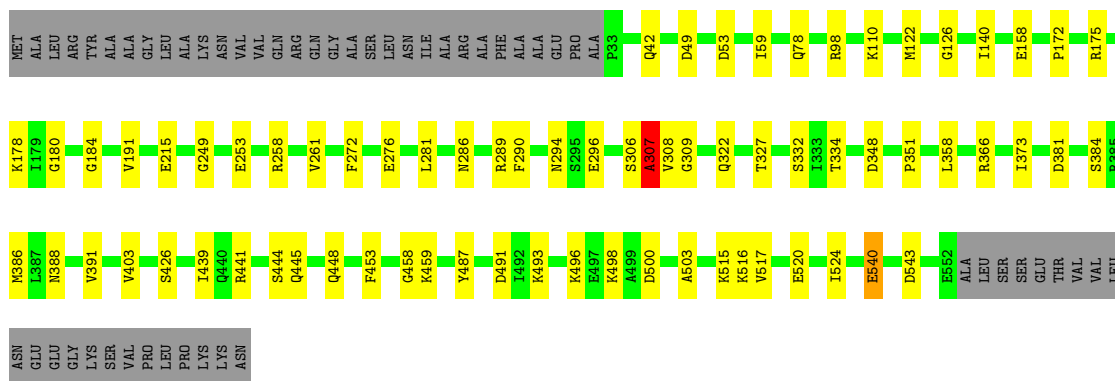 MET ALA LEU ARG TYR ALA ALA GLY LEU ALA LYS ASN VAL VAL GLN ARG GLN GLY ALA SER LEU ASN ILE ALA ARG ALA PHE ALA ALA GLU PRO ALA P33 Q42 D49 D53 I59 Q78 R98 K110 M122 G126 I140 E158 P172 R175
K178 I179 G180 G184 V191 E215 G249 E253 R258 V261 F272 E276 L281 N286 R289 F290 N294 S295 E296 S306 A307 V308 G309 Q322 T327 S332 I333 T334 D348 P351 L358 R366 I373 D381 S384 R385
M386 L387 N388 V391 V403 S426 I439 Q440 R441 S444 Q445 Q448 F453 G458 K459 Y487 D491 I492 K493 K496 E497 K498 A499 D500 A503 K515 K516 V517 E520 I524 E540 D543 E552 ALA LEU SER SER GLU THR VAL VAL LEU
ASN GLU GLU GLY LYS SER VAL PRO LEU PRO LYS LYS ASN